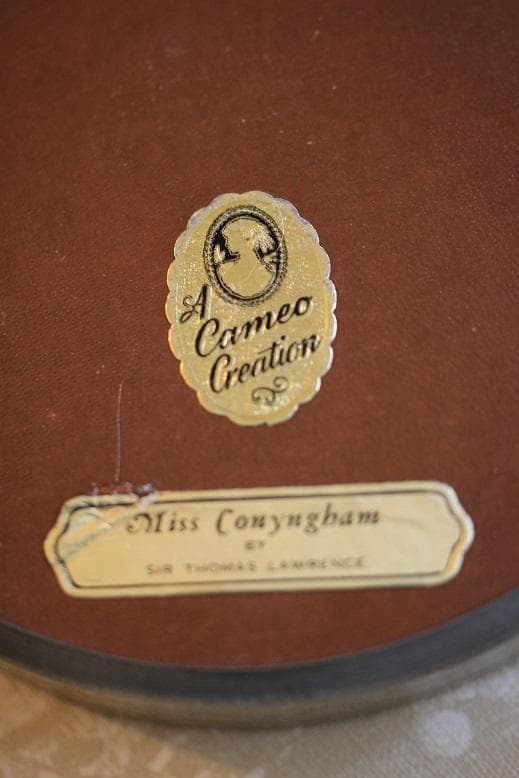 A
Cameo
Creation
Miss Conyngham
BY
SIR THOMAS LAWRENCE